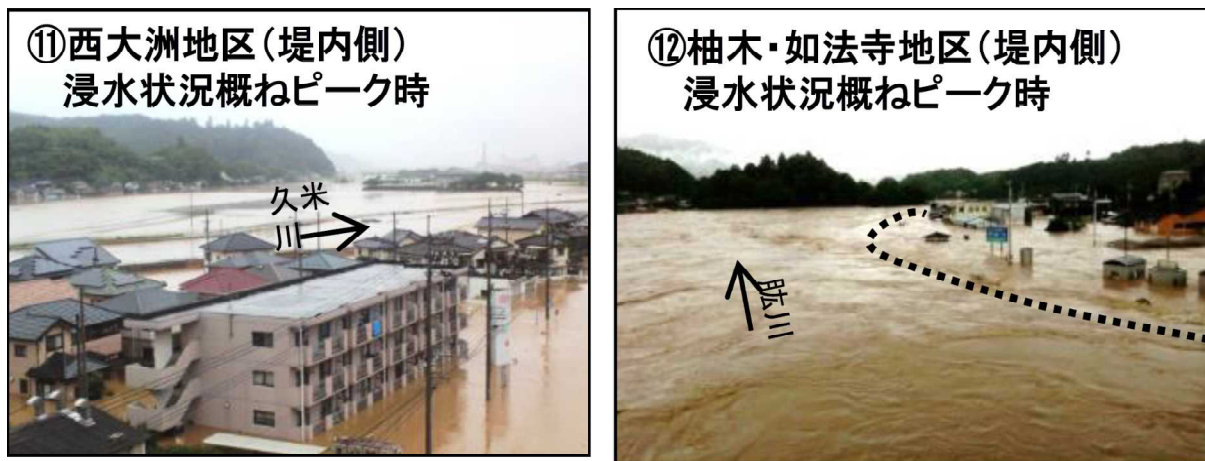 ⑪西大洲地区(堤内側)
浸水状況概ねピーク時
久米川
⑫柚木・如法寺地区(堤内側)
浸水状況概ねピーク時
肱川